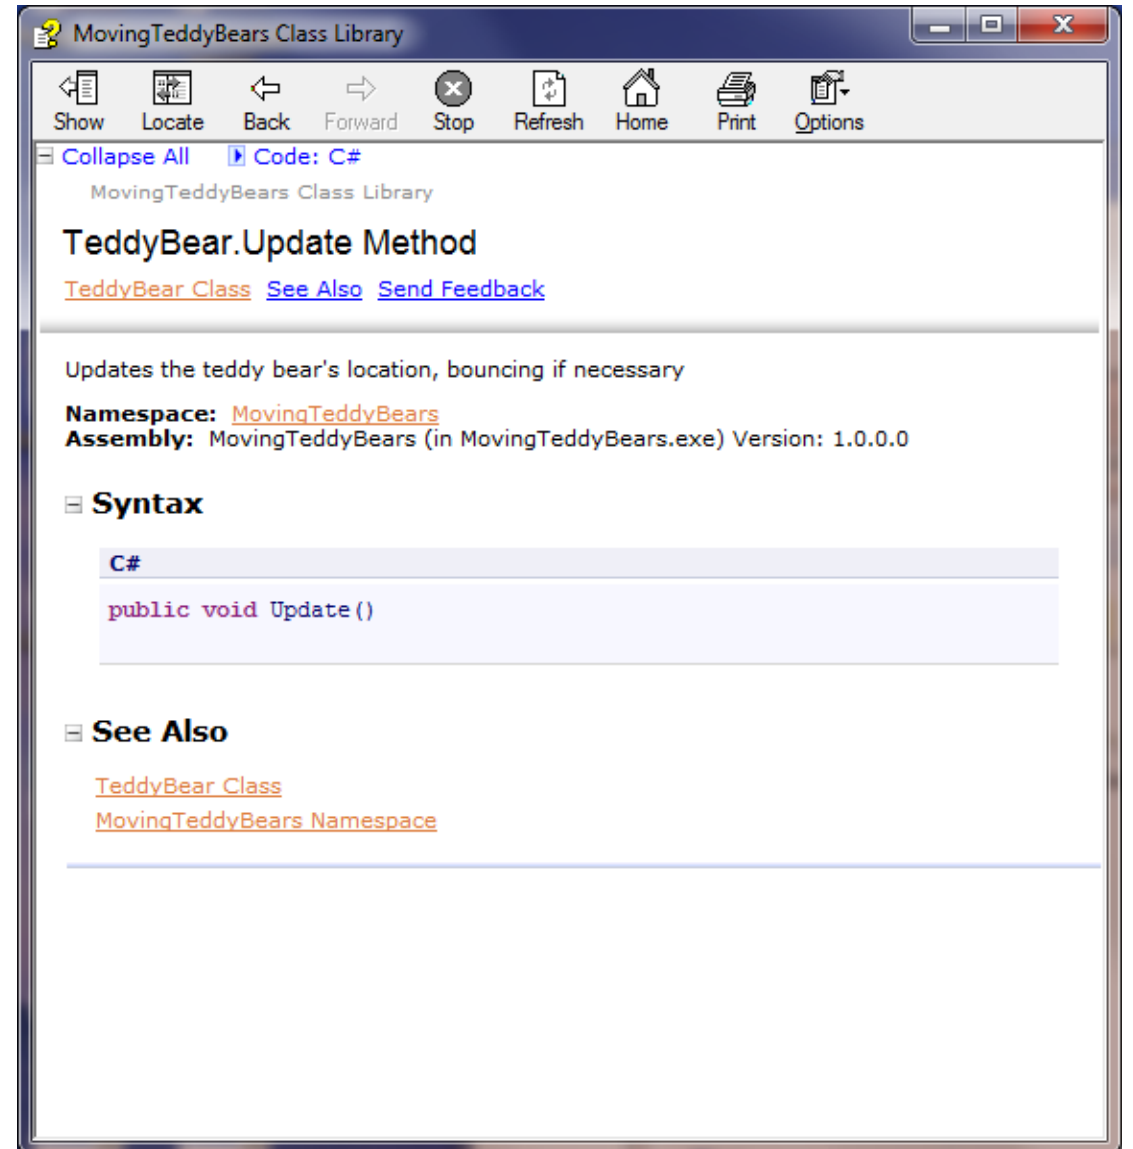 MovingTeddyBears Class Library
Show Locate Back Forward Stop Refresh Home Print Options
Collapse All Code: C#
MovingTeddyBears Class Library
TeddyBear.Update Method
TeddyBear Class See Also Send Feedback
Updates the teddy bear's location, bouncing if necessary
Namespace: MovingTeddyBears
Assembly: MovingTeddyBears (in MovingTeddyBears.exe) Version: 1.0.0.0
Syntax
C#
public void Update()
See Also
TeddyBear Class
MovingTeddyBears Namespace